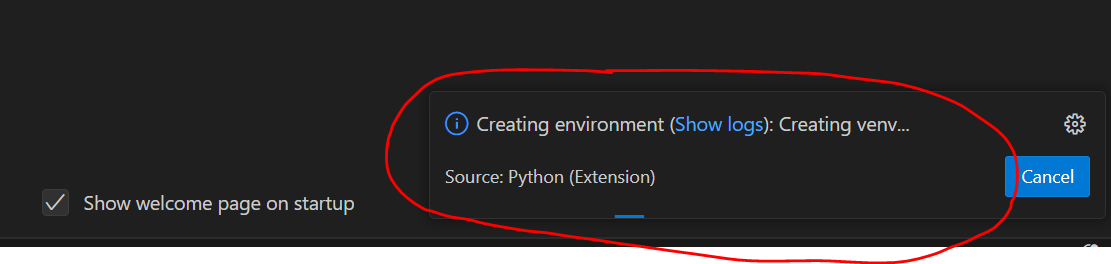 Creating environment (Show logs): Creating venv...
Source: Python (Extension)
Cancel
Show welcome page on startup